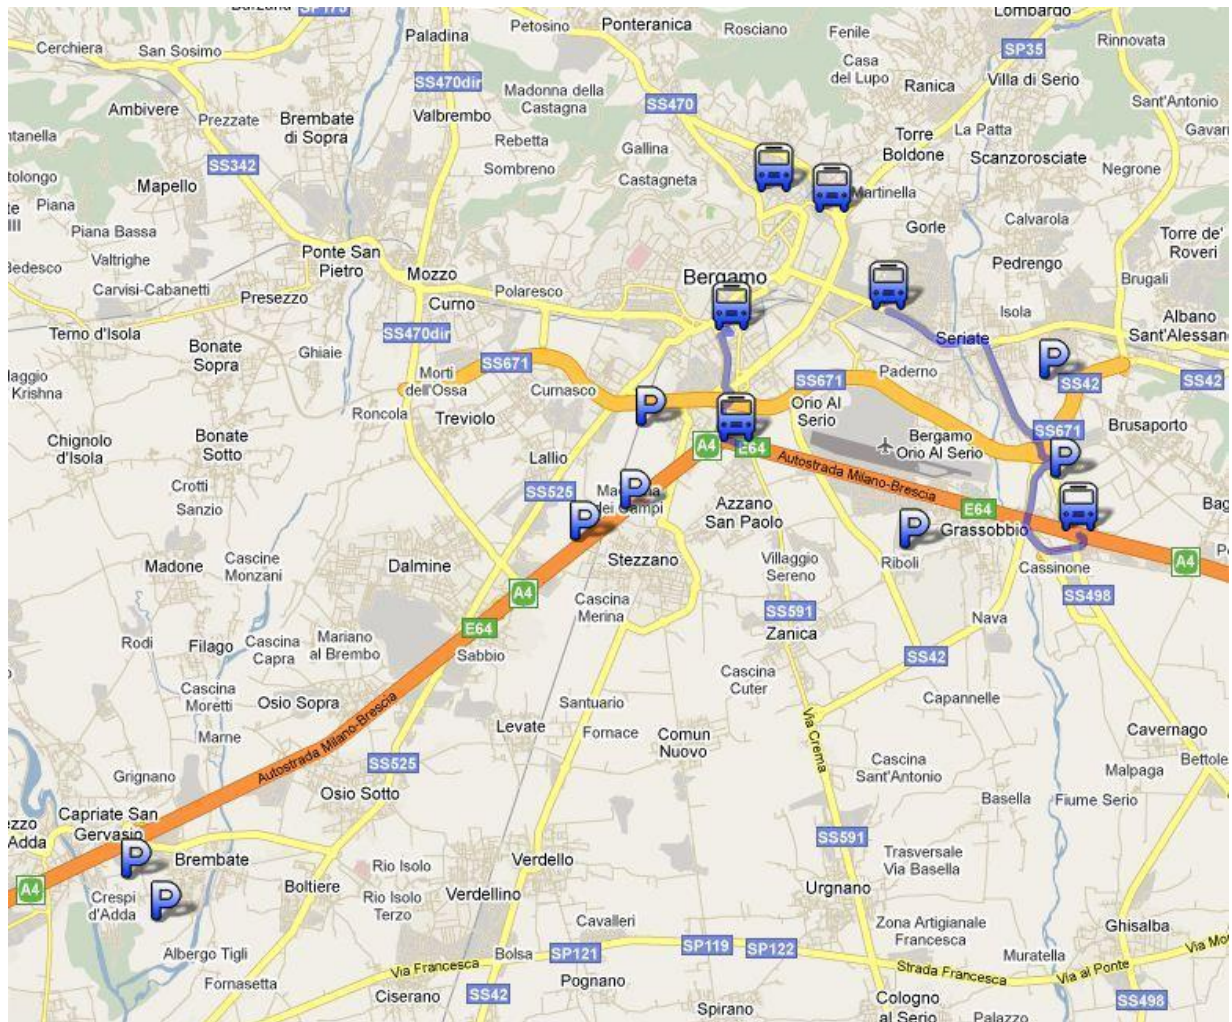 SP175
Lombardo
Cerchiera
San Sosimo
Paladina
Petosino
Ponteranica
Rosciano
Fenile
Rinnovata
SP35
Casa
del Lupo
SS470dir
Villa di Serio
Ranica
Ambivere
Prezzate
Brembate
di Sopra
Valbrembo
Madonna della
Castagna
SS470
Sant'Antonio
Rebetta
Gallina
Torre
Boldone
La Patta
Scanzorosciate
SS342
Sombreno
Castagneta
Negrone
Mapello
Martinella
Piana
Piana Bassa
Calvarola
Gorle
Torre de'
Roveri
Valtrighe
Ponte San
Pietro
Pedrengo
Carvisi-Cabanetti
Mozzo
Bergamo
Brugali
Presezzo
Curno
Polaresco
Isola
Albano
Sant'Alessan
Terno d'Isola
SS470dir
Seriate
Bonate
Sopra
Ghiaie
SS671
Morti
dell'Ossa
Curnasco
SS671
Paderno
P
SS42
SS42
Krishna
Roncola
Treviolo
P
Orio Al
Serio
Bonate
Sotto
Chignolo
d'Isola
Bergamo
Orio Al Serio
SS671
Brusaporto
A4
E64
Lallio
Autostrada Milano-Brescia
P
Crotti
Sanzio
SS525
P
Azzano
San Paolo
E64
Grassobbio
P
P
A4
Madone
Cascine
Monzani
Dalmine
Stezzano
Villaggio
Sereno
Riboli
Cassinone
A4
Cascina
Merina
SS591
SS498
Zanica
Nava
E64
Rodi
Filago
Cascina
Capra
Mariano
al Brembo
Sabbio
SS42
Cascina
Cuter
Cascina
Moretti
Osio Sopra
Santuario
Capannelle
Levate
Fornace
Comun
Nuovo
Via Crema
Cavernago
Marne
Autostrada Milano-Brescia
SS525
Cascina
Sant'Antonio
Bettole
Malpaga
Grignano
Osio Sotto
Basella
Fiume Serio
Capriate San
Gervasio
SS591
P
Brembate
Rio Isolo
Verdello
Trasversale
Via Basella
A4
Crespi
d'Adda
P
Boltiere
Rio Isolo
Terzo
Verdellino
Urgnano
Cavalleri
Zona Artigianale
Francesca
Ghisalba
Albergo Tigli
Bolsa
SP121
SP119
SP122
Muratella
Via Francesca
Strada Francesca
Via al Ponte
Fornasetta
Pognano
Ciserano
SS42
Cologno
al Serio
SS498
Spirano
Palazzo